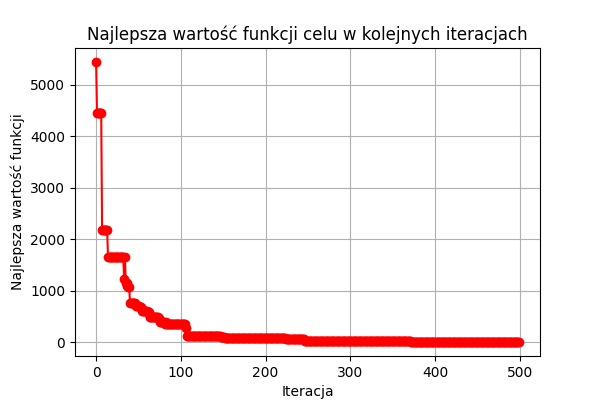 Najlepsza wartość funkcji celu w kolejnych iteracjach
Najlepsza wartość funkcji
5000
4000
3000
2000
1000
0
0 100 200 300 400 500
Iteracja